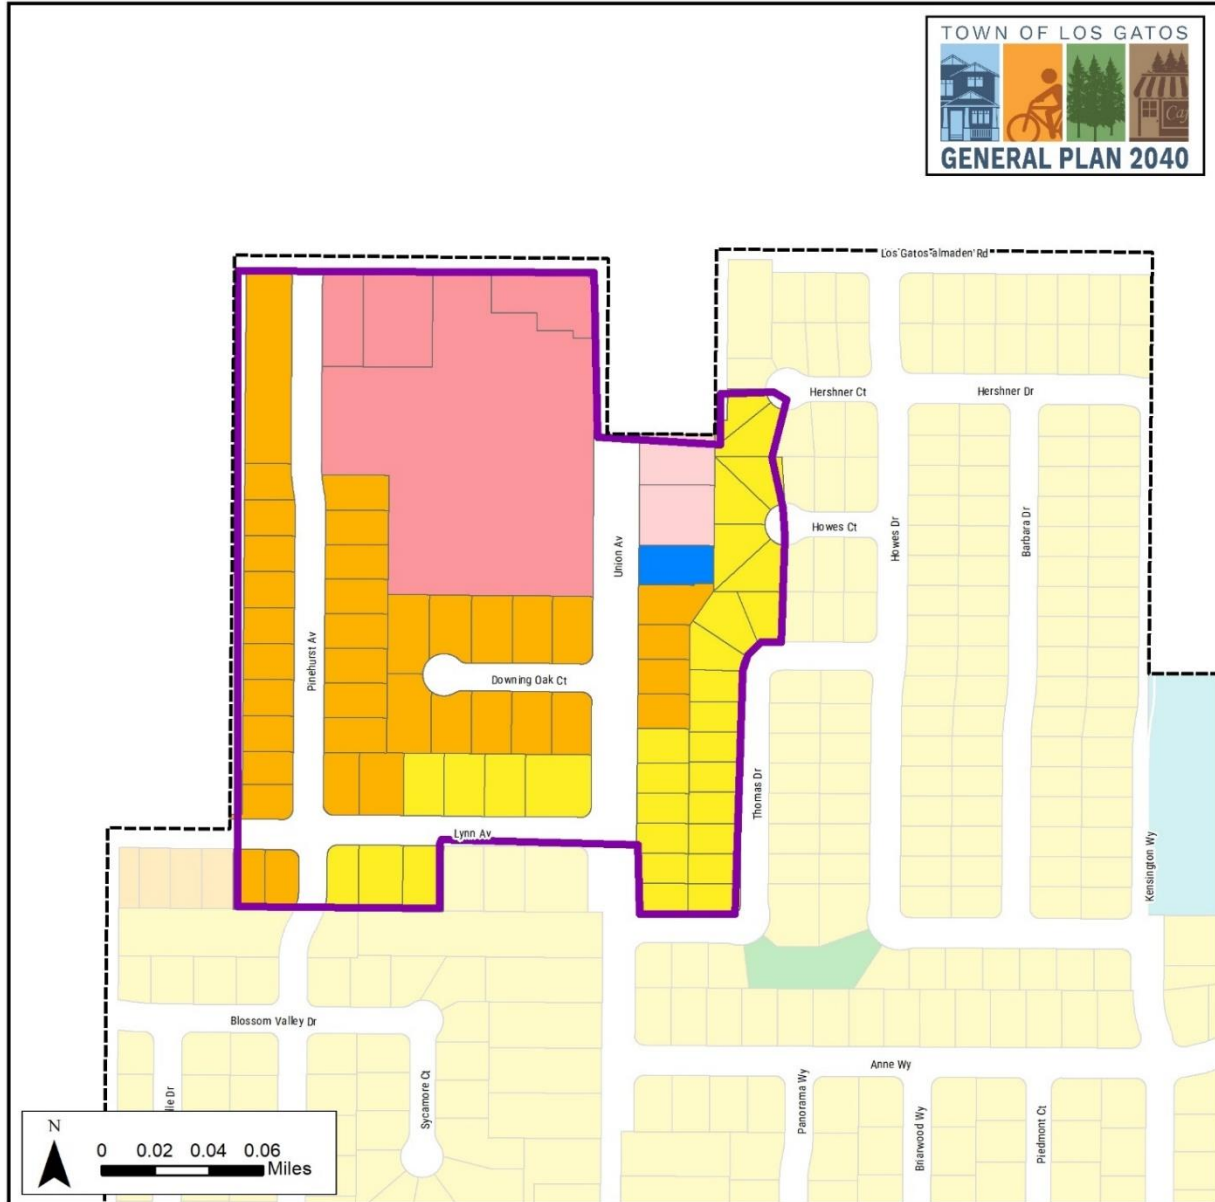 TOWN OF LOS GATOS
Caf
GENERAL PLAN 2040
Los Gatos-almaden Rd
Hershner Ct
Hershner Dr
Howes Ct
Howes Dr
Barbara Dr
Union Av
Pinehurst Av
Downing Oak Ct
Thomas Dr
Lynn Av
Kensington Wy
Blossom Valley Dr
Anne Wy
Sycamore Ct
Panorama Wy
Briarwood Wy
Piedmont Ct
N
0 0.02 0.04 0.06
Miles